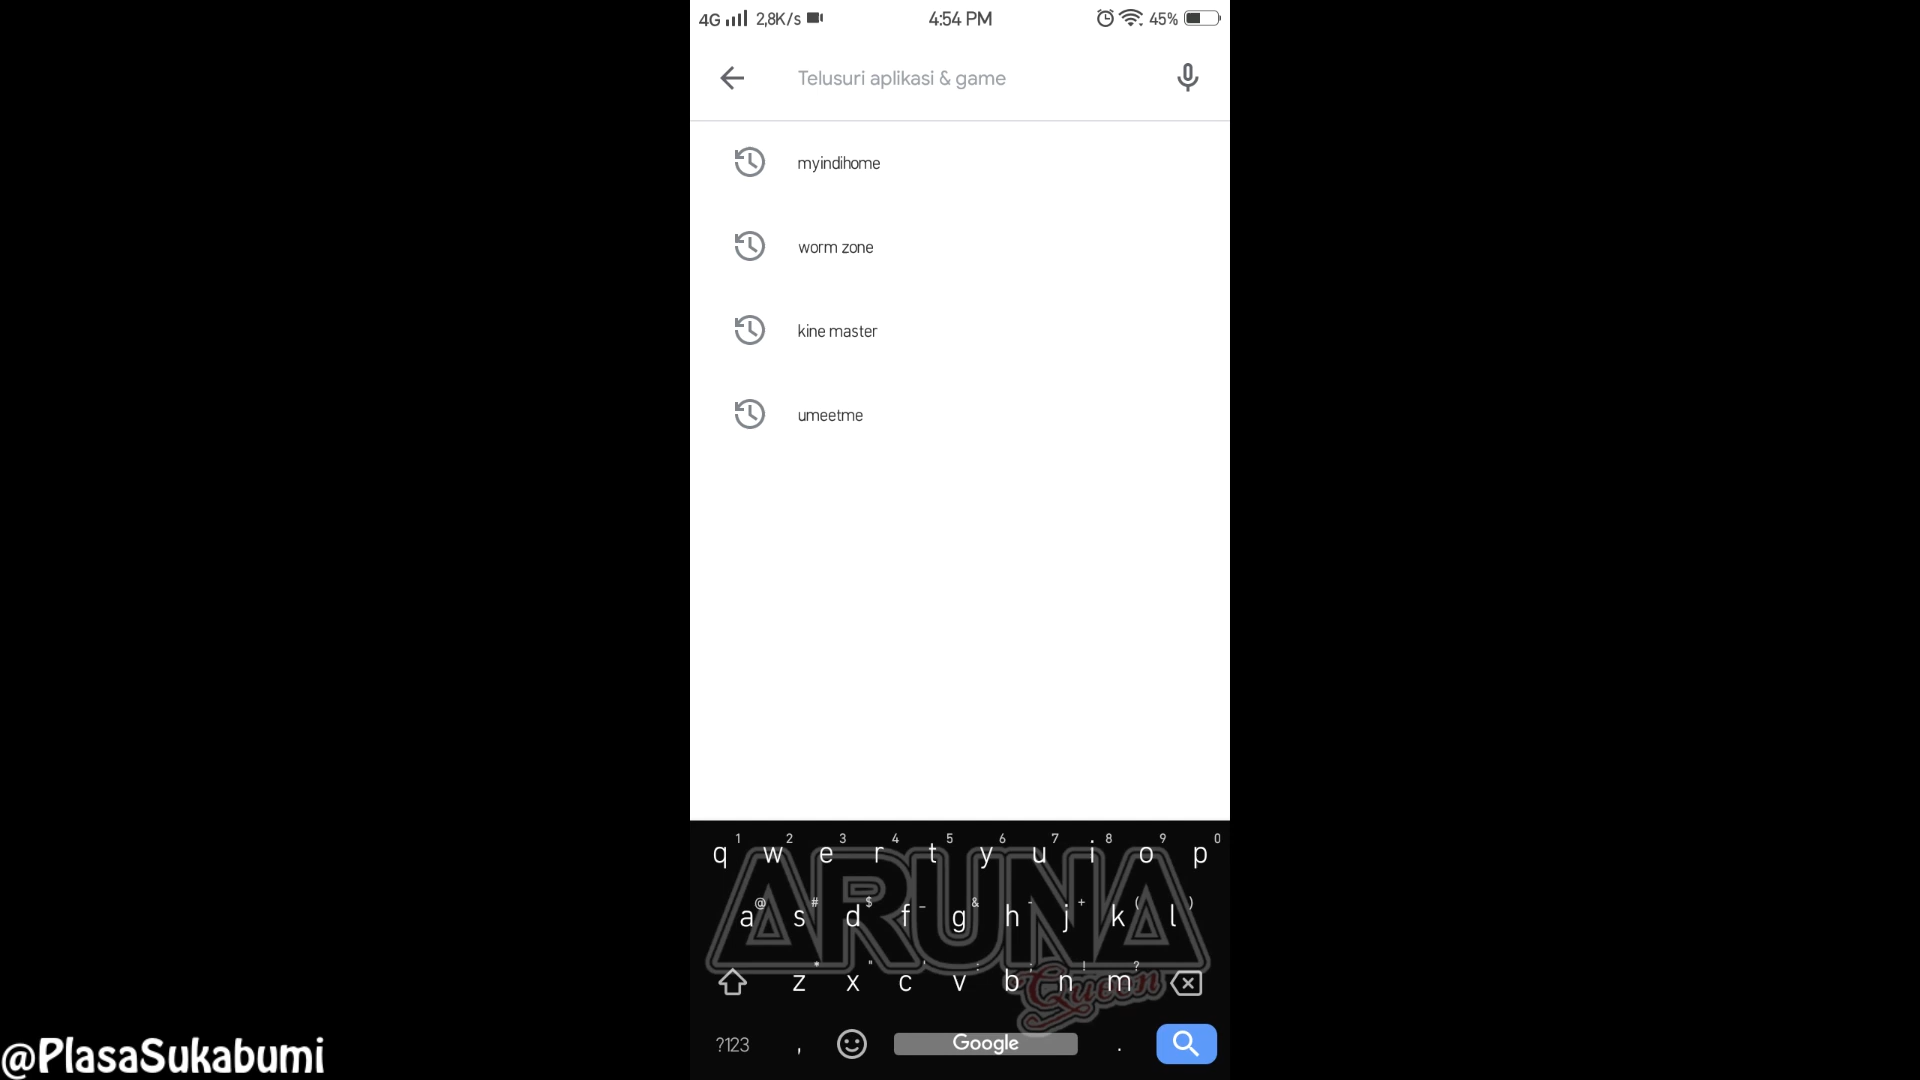 4G 2,8K/s 4:54 PM 45%
Telusuri aplikasi & game
myindihome
worm zone
kine master
umeetme
1 2 3 4 5 6 7 8 9 0
q w e r t y u i o p
@ # $ _ & - + ( )
a s d f g h j k l
ARUNA
* " ' : ; ! ?
z x c v b n m
Queen
?123 , Google .
@PlasaSukabumi